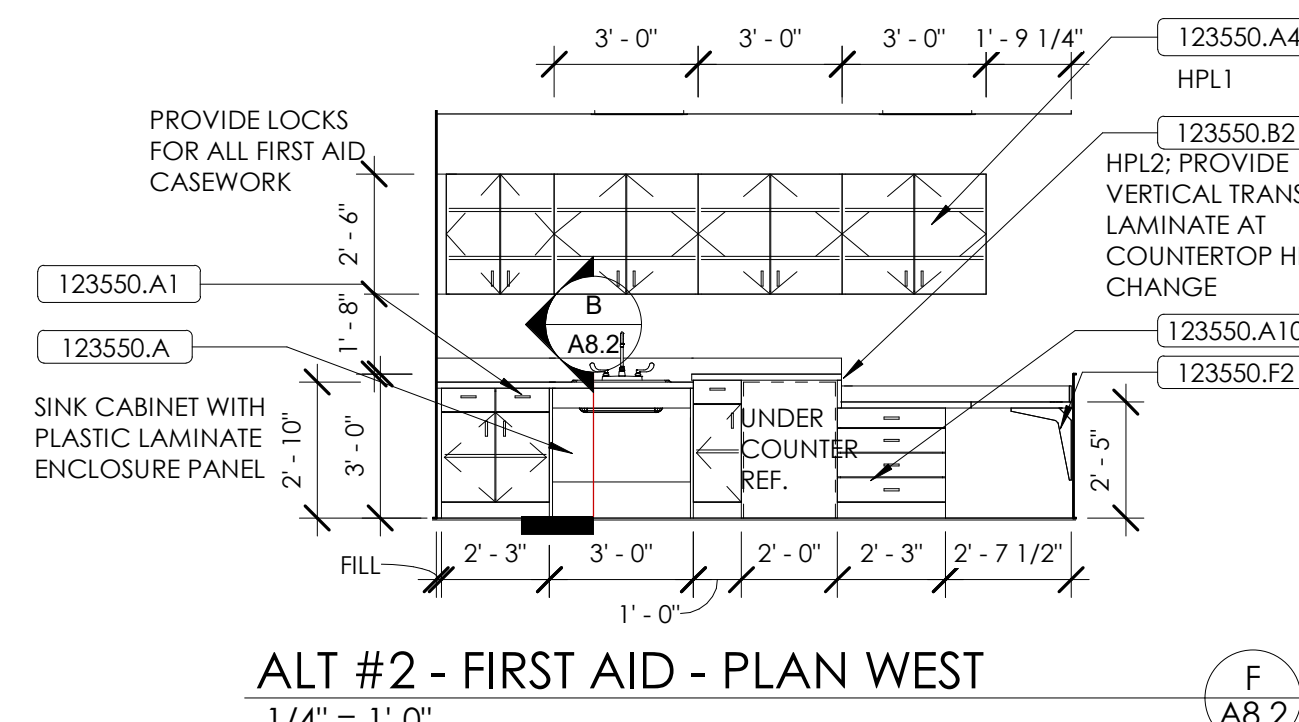 3' - 0" 3' - 0" 3' - 0" 1' - 9 1/4"
123550.A4
HPL1
PROVIDE LOCKS
FOR ALL FIRST AID
CASEWORK
123550.B2
HPL2; PROVIDE
VERTICAL TRANS
LAMINATE AT
COUNTERTOP H
CHANGE
2' - 6"
123550.A1
1' - 8"
B
A8.2
123550.A
123550.A10
123550.F2
SINK CABINET WITH
PLASTIC LAMINATE
ENCLOSURE PANEL
2' - 10"
3' - 0"
UNDER
COUNTER
REF.
2' - 5"
FILL
2' - 3" 3' - 0" 2' - 0" 2' - 3" 2' - 7 1/2"
1' - 0"
ALT #2 - FIRST AID - PLAN WEST
1/4" = 1' 0"
F
A8.2